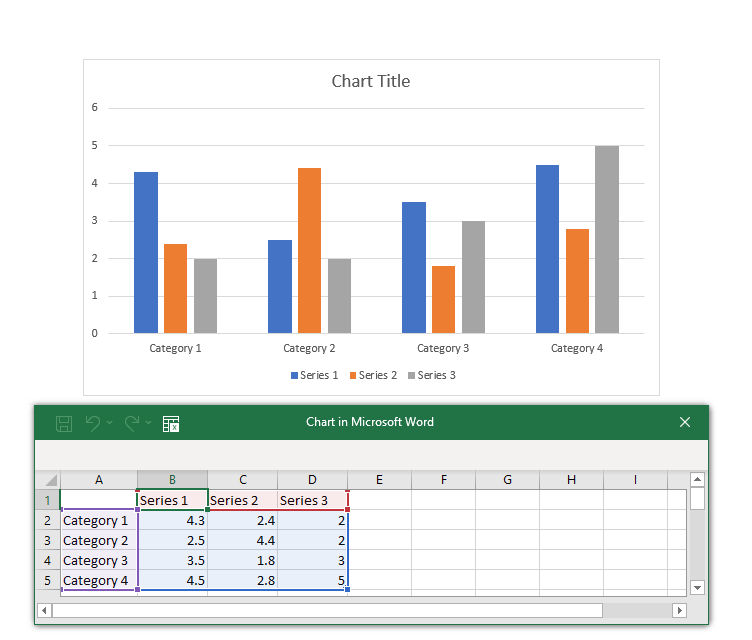 Chart Title
6
5
4
3
2
1
0
Category 1 Category 2 Category 3 Category 4
Series 1 Series 2 Series 3
Chart in Microsoft Word
A B C D E F G H I
1 Series 1 Series 2 Series 3
2 Category 1 4.3 2.4 2
3 Category 2 2.5 4.4 2
4 Category 3 3.5 1.8 3
5 Category 4 4.5 2.8 5